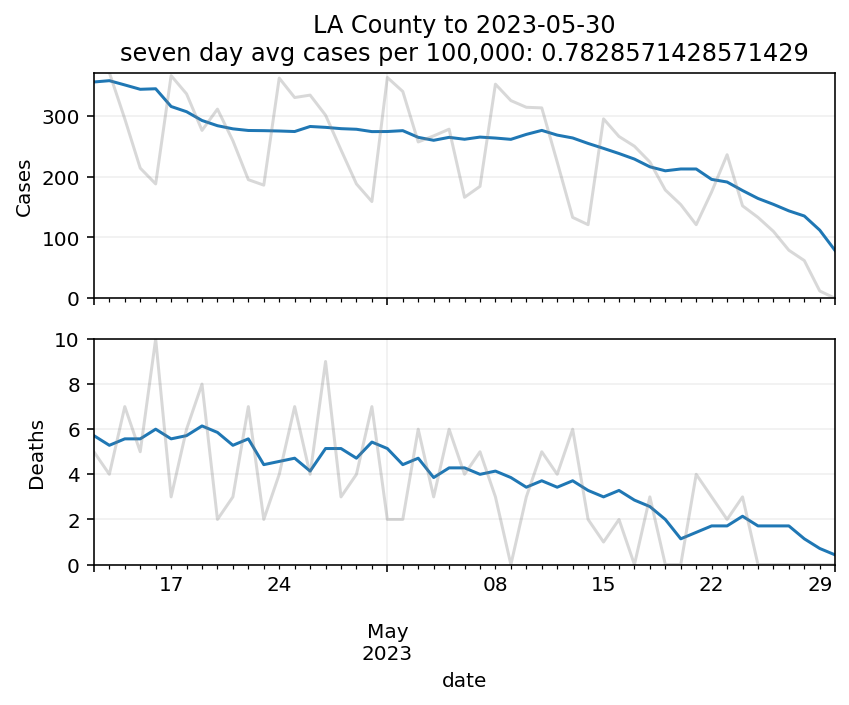 LA County to 2023-05-30
seven day avg cases per 100,000: 0.7828571428571429
300
200
100
0
Cases
10
8
6
4
2
0
Deaths
17 24 08 15 22 29
May
2023
date